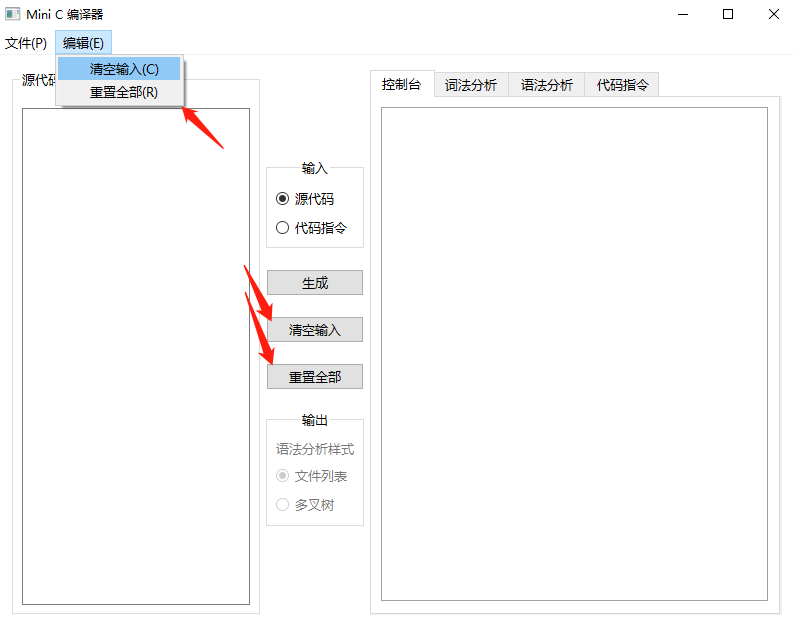 Mini C 编译器
文件(P) 编辑(E)
清空输入(C)
重置全部(R)
控制台 词法分析 语法分析 代码指令
输入
源代码
代码指令
生成
清空输入
重置全部
输出
语法分析样式
文件列表
多叉树